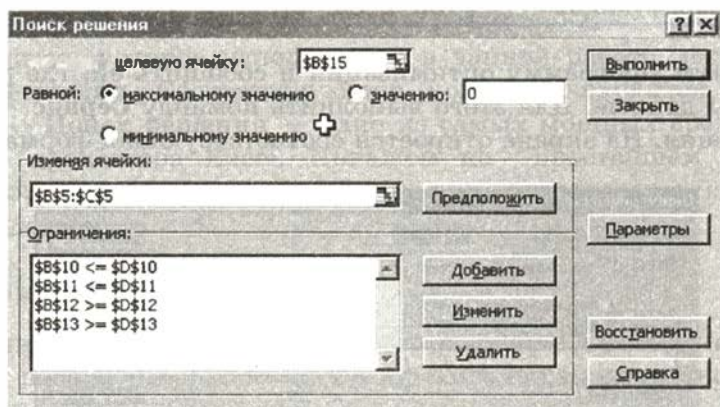 Поиск решения
целевую ячейку: $B$15
Выполнить
Равной: максимальному значению значению: 0
Закрыть
минимальному значению
Изменяя ячейки:
$B$5:$C$5
Предположить
Параметры
Ограничения:
$B$10 <= $D$10
$B$11 <= $D$11
$B$12 >= $D$12
$B$13 >= $D$13
Добавить
Изменить
Удалить
Восстановить
Справка